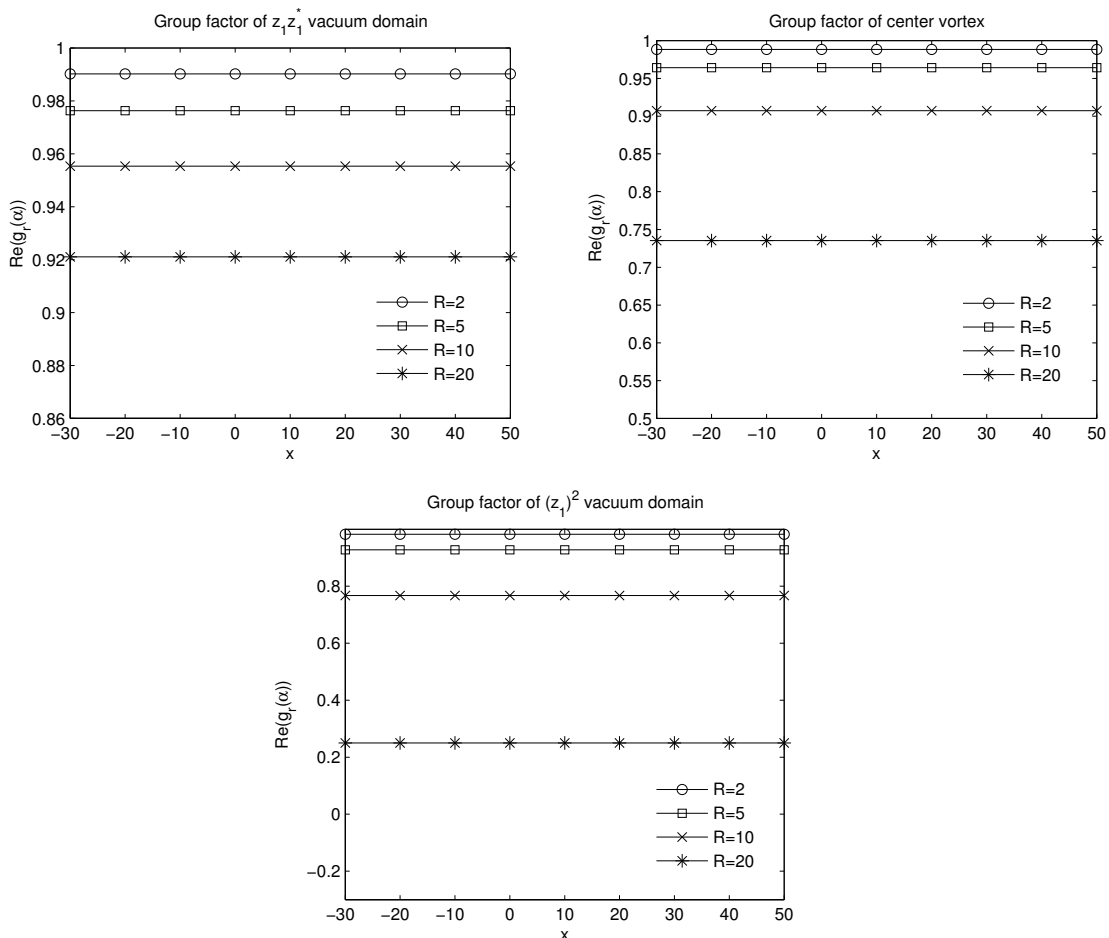 Group factor of z₁z₁* vacuum domain
1
0.98
0.96
0.94
0.92
0.9
0.88
0.86
Re(gᵣ(α))
R=2
R=5
R=10
R=20
−30 −20 −10 0 10 20 30 40 50
x
Group factor of center vortex
1
0.95
0.9
0.85
0.8
0.75
0.7
0.65
0.6
0.55
0.5
Re(gᵣ(α))
R=2
R=5
R=10
R=20
−30 −20 −10 0 10 20 30 40 50
x
Group factor of (z₁)² vacuum domain
0.8
0.6
0.4
0.2
0
−0.2
Re(gᵣ(α))
R=2
R=5
R=10
R=20
−30 −20 −10 0 10 20 30 40 50
x